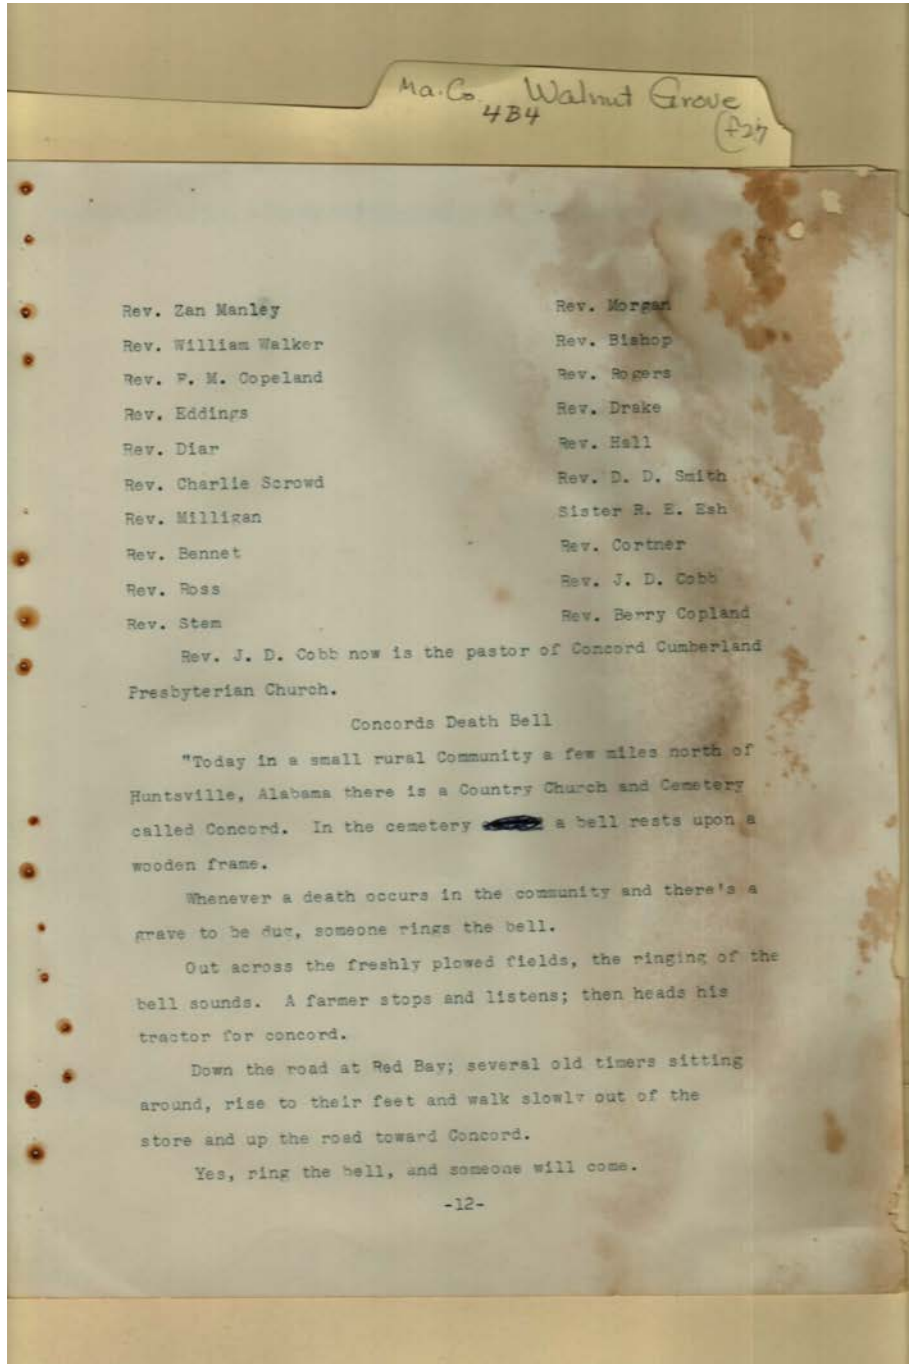 Ma. Co. Walnut Grove
4B4
f27
Rev. Zan Manley Rev. Morgan
Rev. William Walker Rev. Bishop
Rev. F. M. Copeland Rev. Rogers
Rev. Eddings Rev. Drake
Rev. Diar Rev. Hall
Rev. Charlie Scrowd Rev. D. D. Smith
Rev. Milligan Sister R. E. Esh
Rev. Bennet Rev. Cortner
Rev. Ross Rev. J. D. Cobb
Rev. Stem Rev. Berry Copland
Rev. J. D. Cobb now is the pastor of Concord Cumberland
Presbyterian Church.
Concords Death Bell
"Today in a small rural Community a few miles north of
Huntsville, Alabama there is a Country Church and Cemetery
called Concord. In the cemetery a bell rests upon a
wooden frame.
Whenever a death occurs in the community and there's a
grave to be dug, someone rings the bell.
Out across the freshly plowed fields, the ringing of the
bell sounds. A farmer stops and listens; then heads his
tractor for concord.
Down the road at Red Bay; several old timers sitting
around, rise to their feet and walk slowly out of the
store and up the road toward Concord.
Yes, ring the bell, and someone will come.
-12-